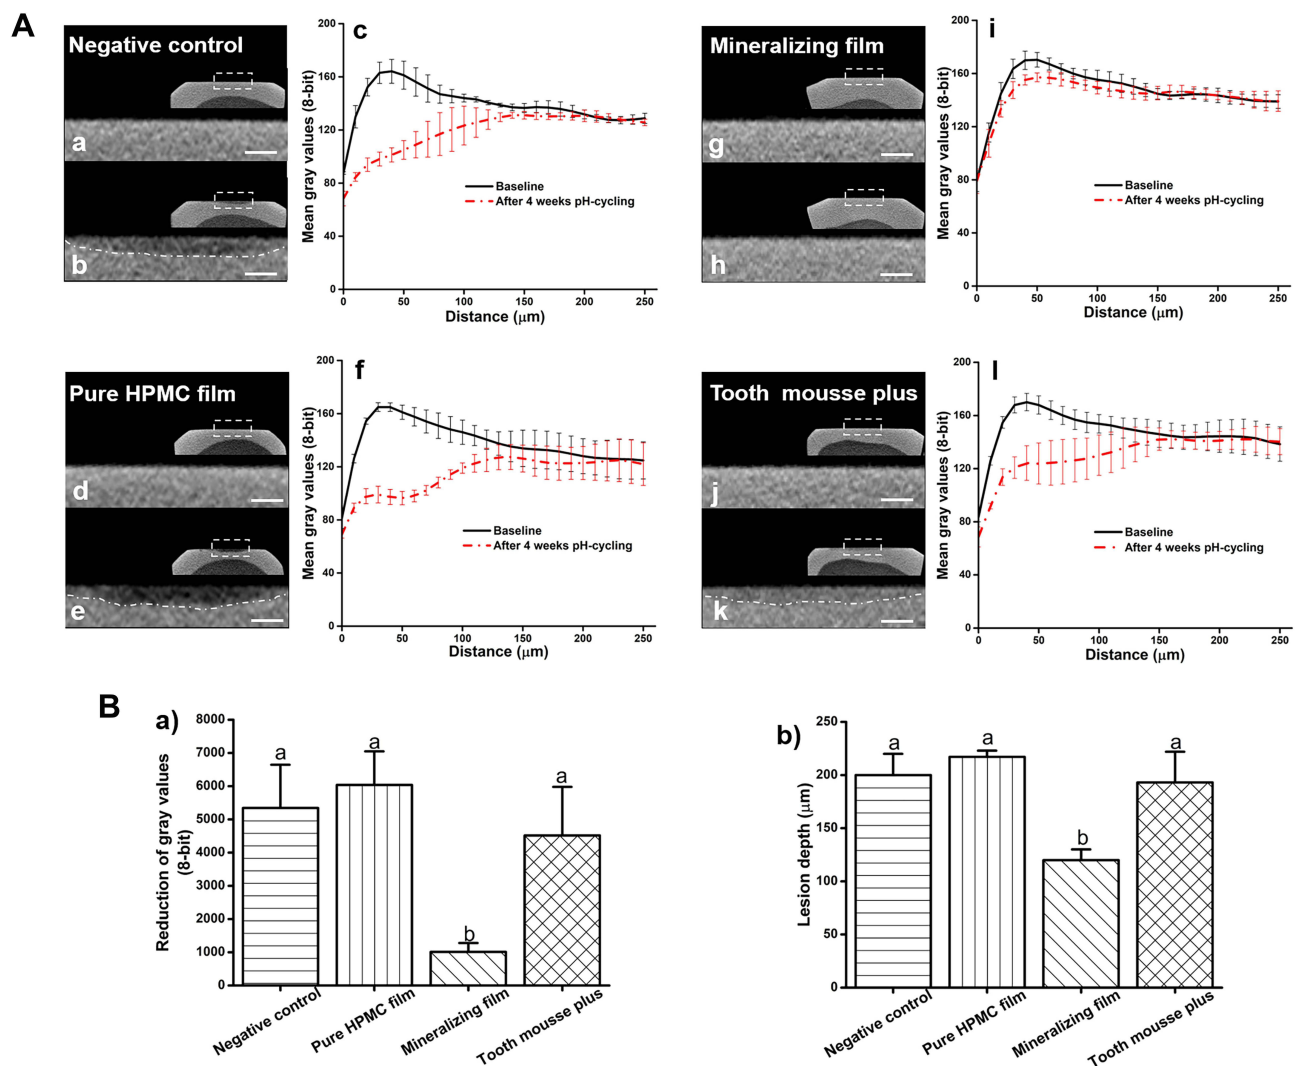 A
Negative control
a
b
c
200
160
120
80
40
0
Mean gray values (8-bit)
Baseline
After 4 weeks pH-cycling
0 50 100 150 200 250
Distance (μm)
Mineralizing film
g
h
i
200
160
120
80
40
0
Mean gray values (8-bit)
Baseline
After 4 weeks pH-cycling
0 50 100 150 200 250
Distance (μm)
Pure HPMC film
d
e
f
200
160
120
80
40
0
Mean gray values (8-bit)
Baseline
After 4 weeks pH-cycling
0 50 100 150 200 250
Distance (μm)
Tooth mousse plus
j
k
l
200
160
120
80
40
0
Mean gray values (8-bit)
Baseline
After 4 weeks pH-cycling
0 50 100 150 200 250
Distance (μm)
B
a)
8000
7000
6000
5000
4000
3000
2000
1000
0
Reduction of gray values
(8-bit)
a
a
b
a
Negative control
Pure HPMC film
Mineralizing film
Tooth mousse plus
b)
250
200
150
100
50
0
Lesion depth (μm)
a
a
b
a
Negative control
Pure HPMC film
Mineralizing film
Tooth mousse plus